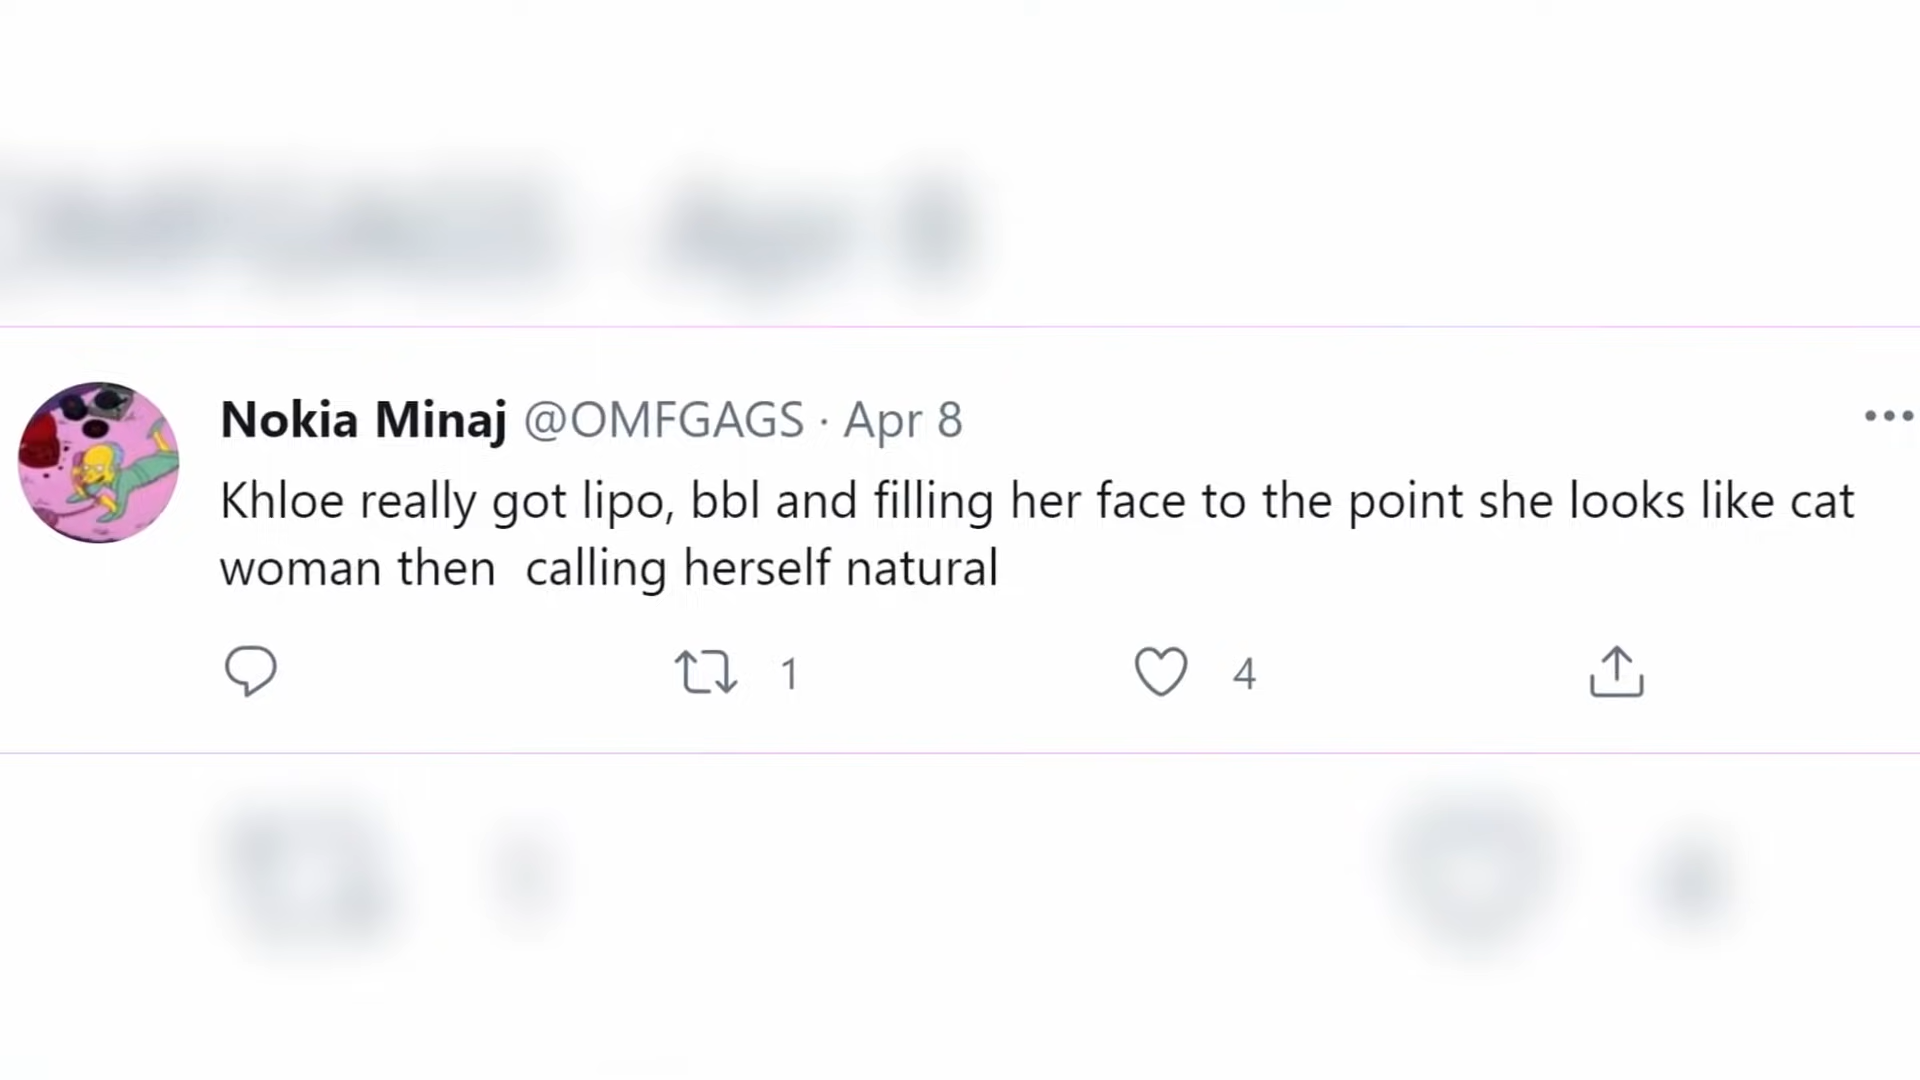 Nokia Minaj @OMFGAGS · Apr 8
Khloe really got lipo, bbl and filling her face to the point she looks like cat
woman then  calling herself natural
1 4